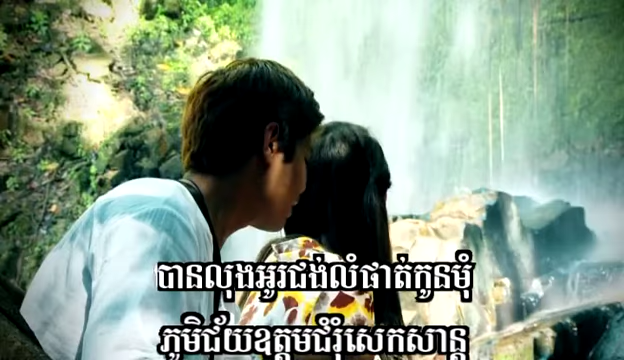 បានលុងអូរជង់លំផាត់កូនមុំ
ភូមិជ័យឧត្តមជំរុំសេកសាន្ត